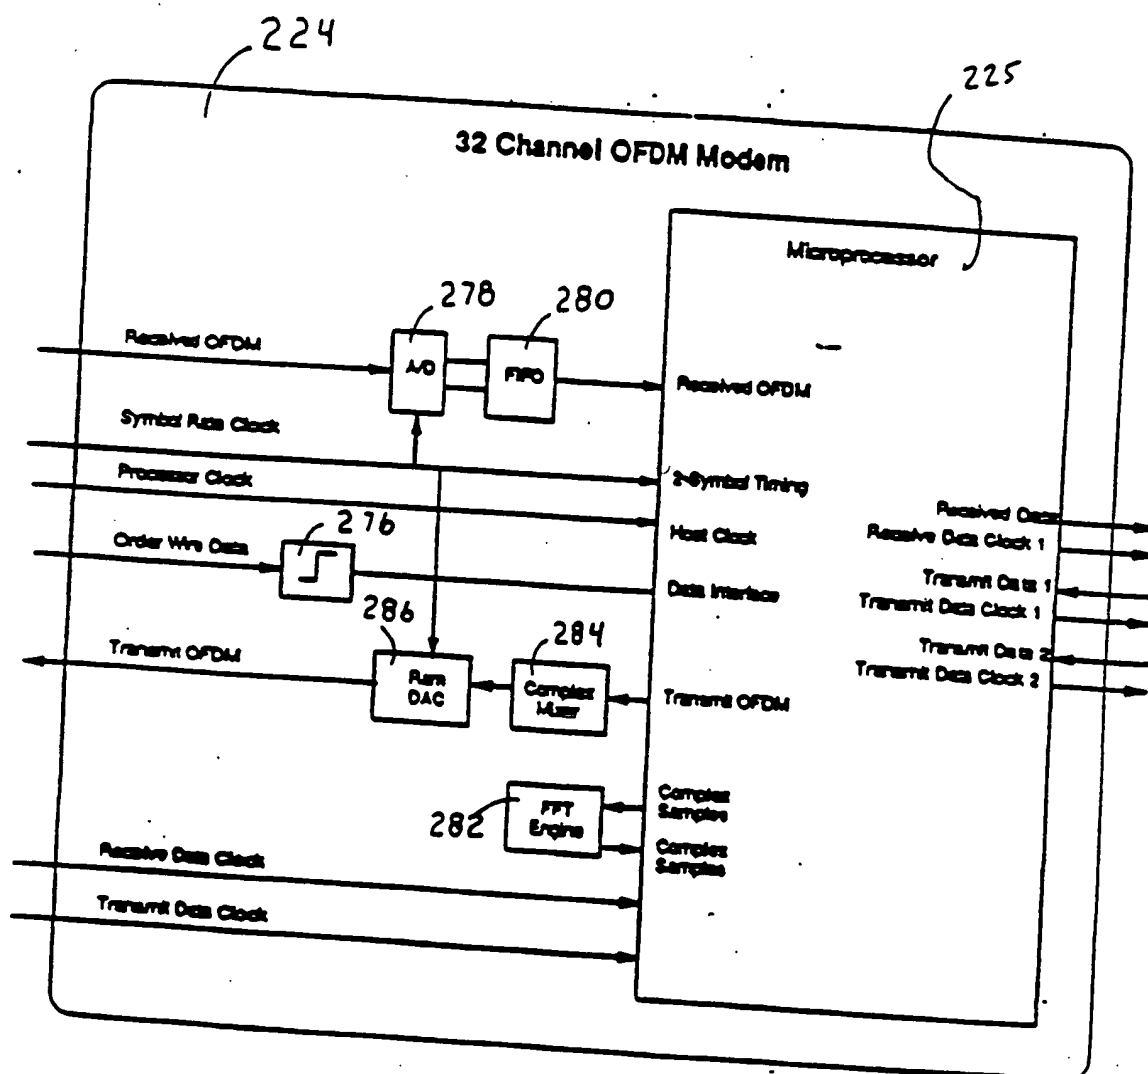 224
225
32 Channel OFDM Modem
Microprocessor
278
280
Received OFDM
A/D
FIFO
Received OFDM
Symbol Rate Clock
2-Symbol Timing
Processor Clock
Host Clock
276
Order Wire Data
Data Interface
Received Data
Receive Data Clock 1
Transmit Data 1
Transmit Data Clock 1
Transmit Data 2
Transmit Data Clock 2
286
284
Transmit OFDM
Ram
DAC
Complex
Mixer
Transmit OFDM
282
FFT
Engine
Complex
Samples
Complex
Samples
Receive Data Clock
Transmit Data Clock